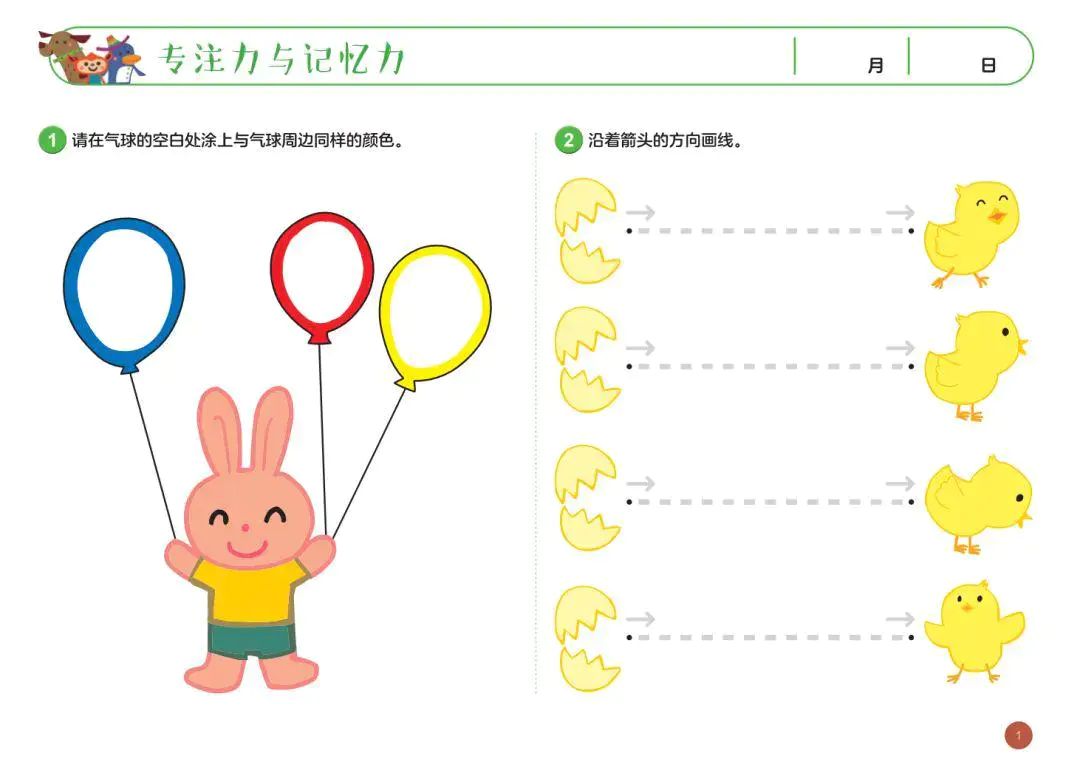 专注力与记忆力
月 日
1 请在气球的空白处涂上与气球周边同样的颜色。
2 沿着箭头的方向画线。
1